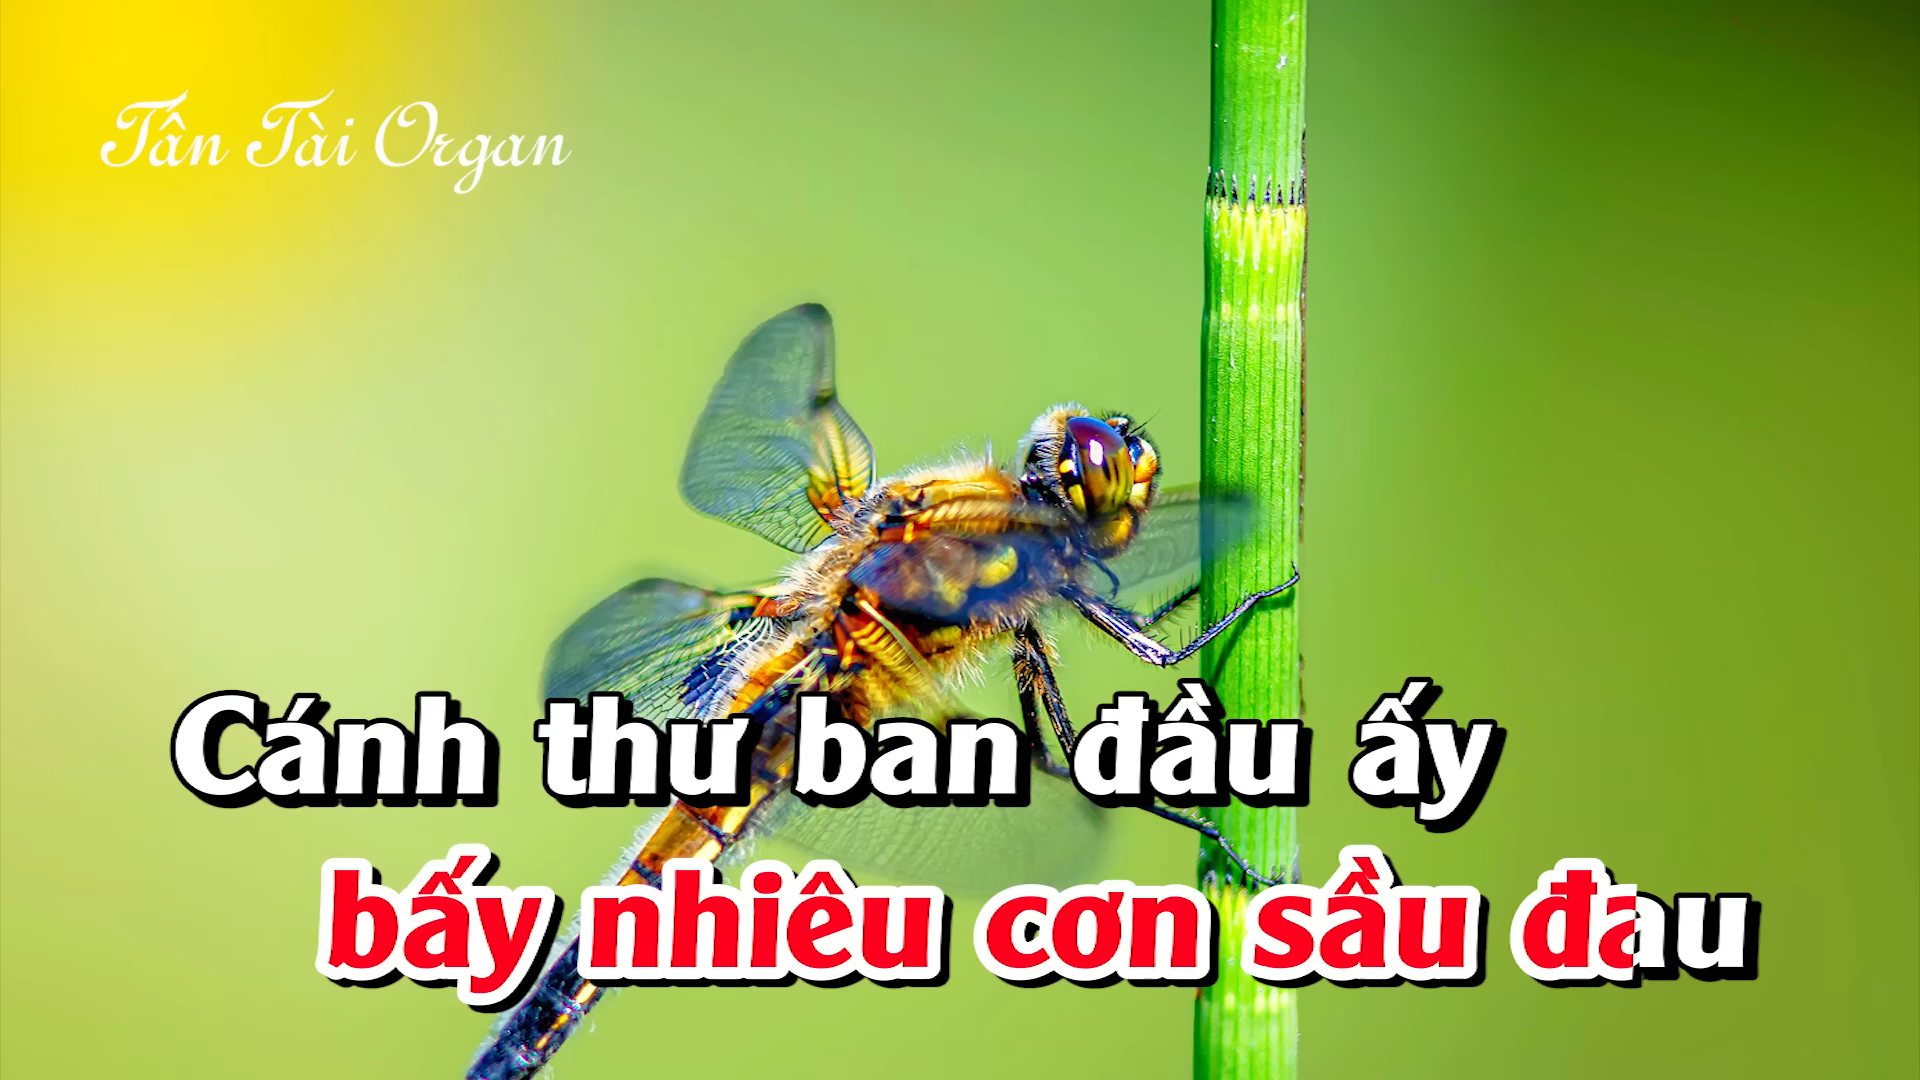 Tấn Tài Organ
Cánh thư ban đầu ấy
bấy nhiêu cơn sầu đau